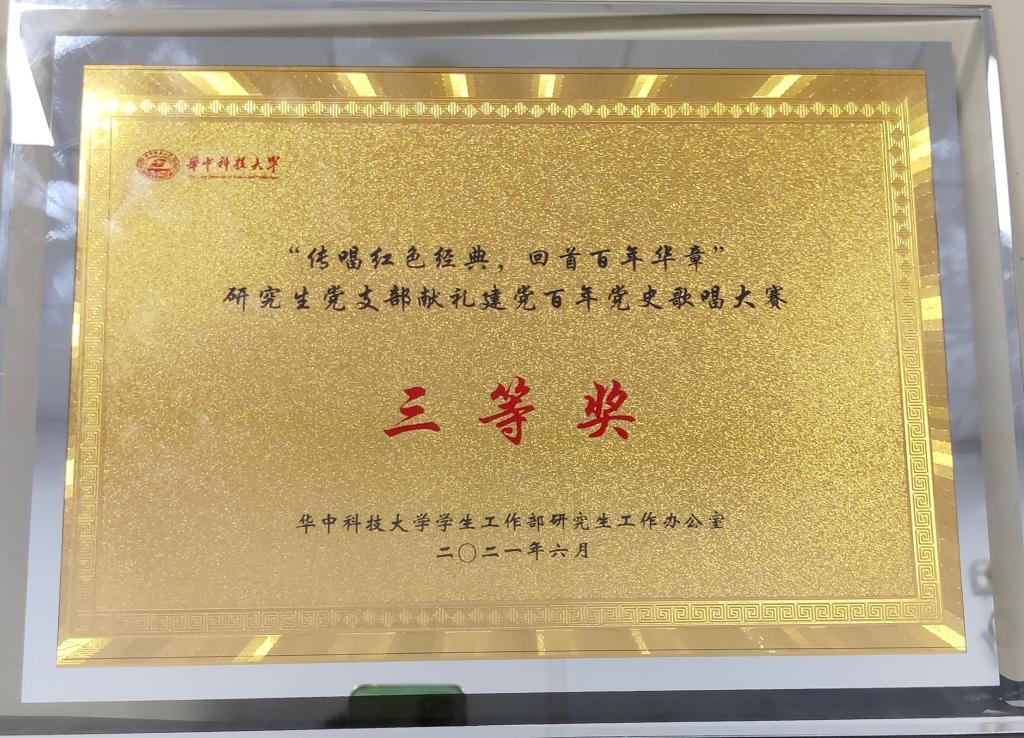 华中科技大学
“传唱红色经典，回首百年华章”
研究生党支部献礼建党百年党史歌唱大赛
三等奖
华中科技大学学生工作部研究生工作办公室
二〇二一年六月